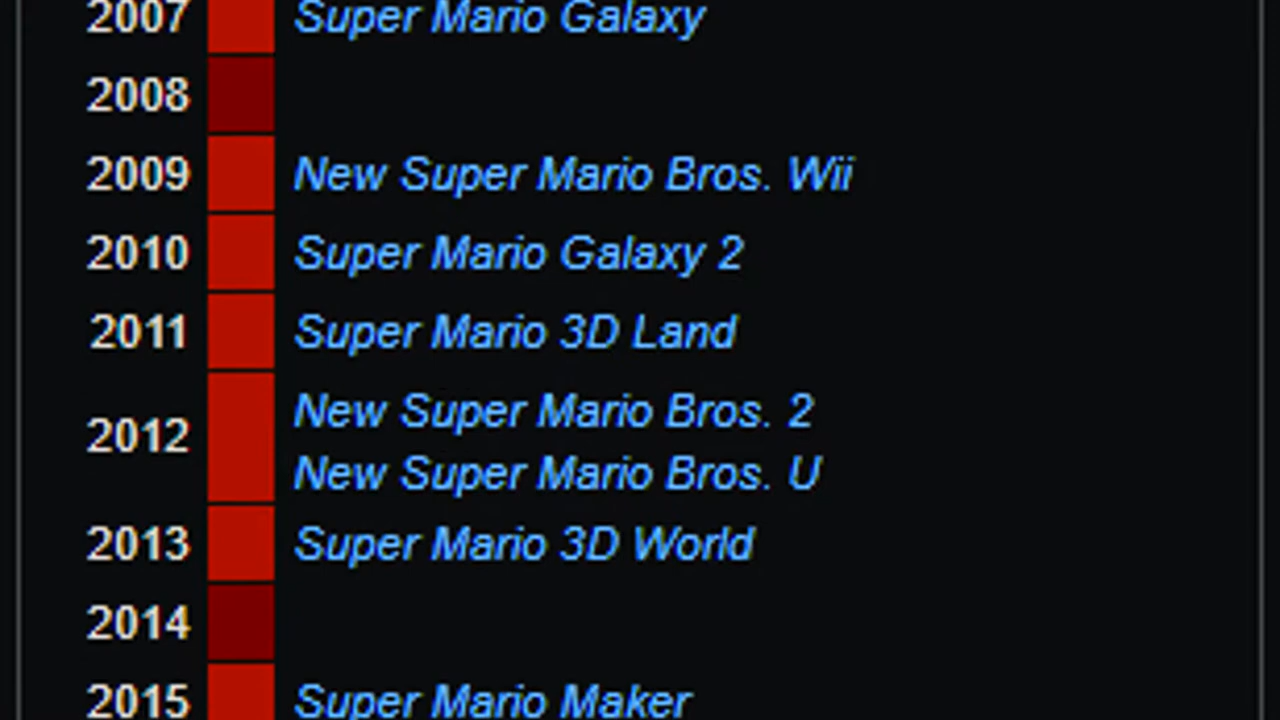 2007 Super Mario Galaxy
2008
2009 New Super Mario Bros. Wii
2010 Super Mario Galaxy 2
2011 Super Mario 3D Land
2012 New Super Mario Bros. 2
New Super Mario Bros. U
2013 Super Mario 3D World
2014
2015 Super Mario Maker